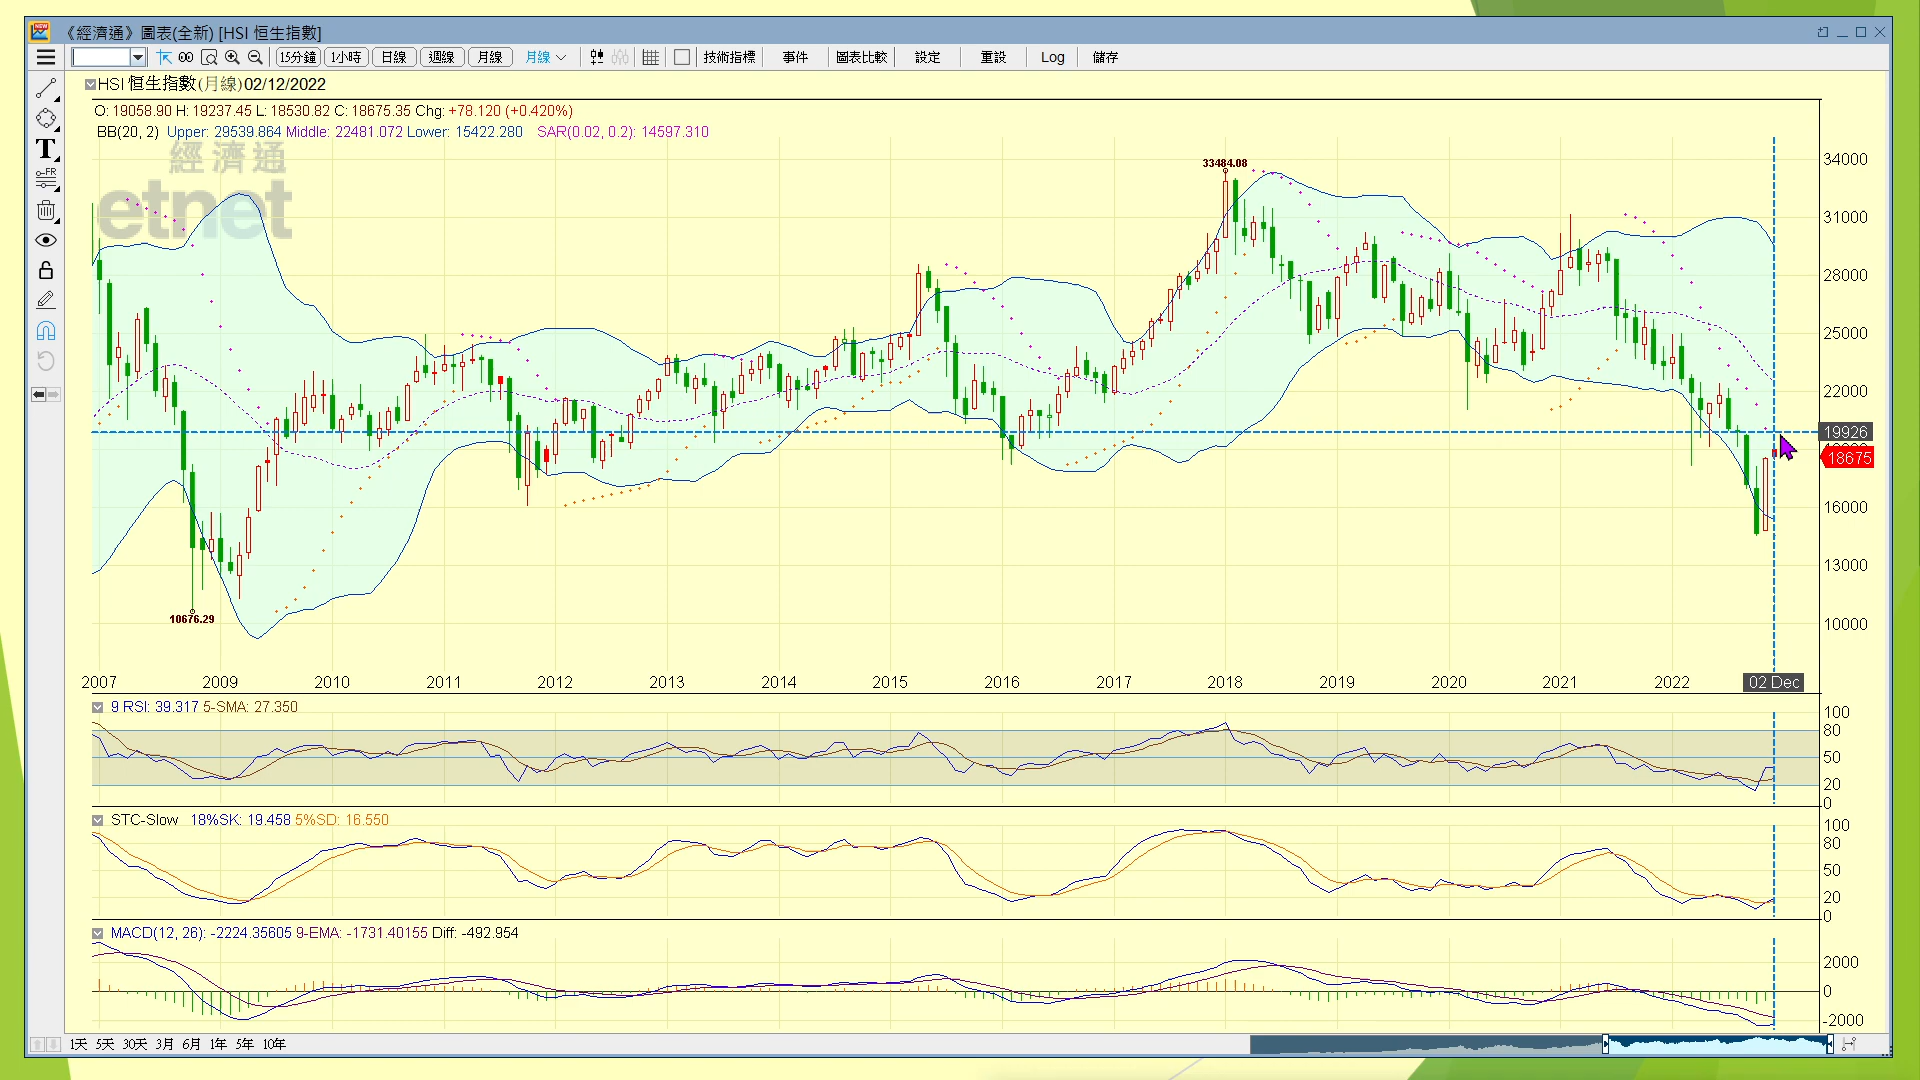 《經濟通》圖表(全新) [HSI 恒生指數]
15分鐘 1小時 日線 週線 月線 月線 技術指標 事件 圖表比較 設定 重設 Log 儲存
HSI 恒生指數(月線)02/12/2022
O: 19058.90 H: 19237.45 L: 18530.82 C: 18675.35 Chg: +78.120 (+0.420%)
BB(20, 2) Upper: 29539.864 Middle: 22481.072 Lower: 15422.280 SAR(0.02, 0.2): 14597.310
經濟通
etnet
T
FR
33484.08
10676.29
34000
31000
28000
25000
22000
19926
18675
16000
13000
10000
2007 2009 2010 2011 2012 2013 2014 2015 2016 2017 2018 2019 2020 2021 2022 02 Dec
9 RSI: 39.317 5-SMA: 27.350
100
80
50
20
0
STC-Slow 18%SK: 19.458 5%SD: 16.550
100
80
50
20
0
MACD(12, 26): -2224.35605 9-EMA: -1731.40155 Diff: -492.954
2000
0
-2000
1天 5天 30天 3月 6月 1年 5年 10年